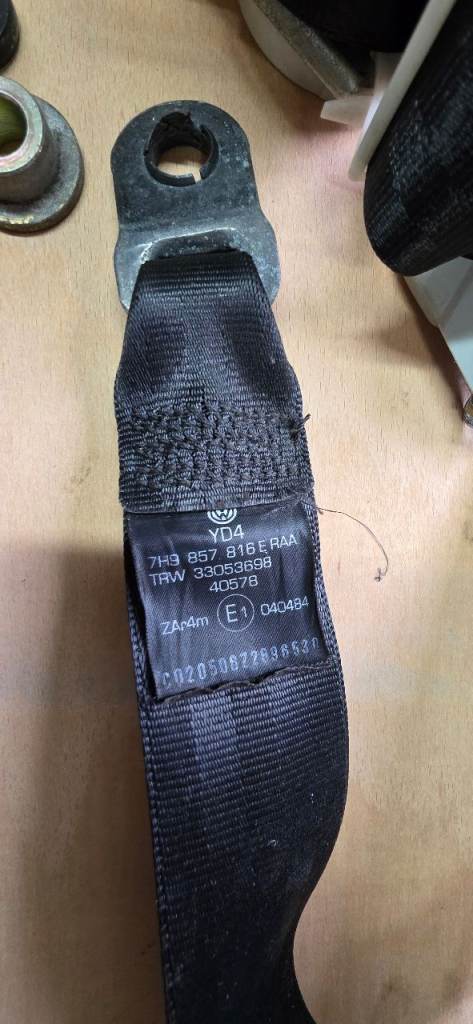 YD4
7H9 857 816 E RAA
TRW 33053698
40578
ZAr4m E1 040484